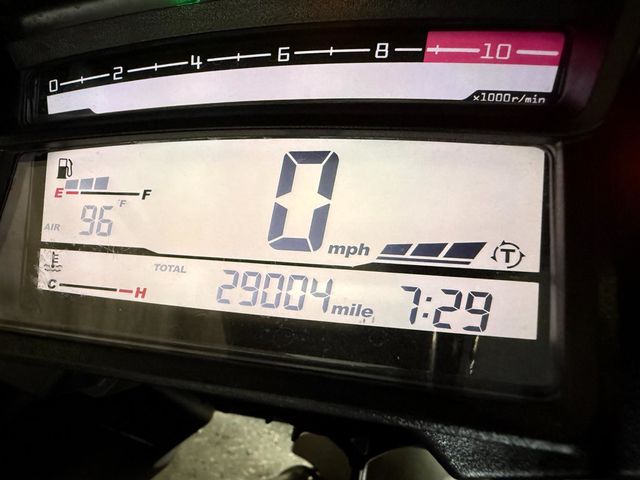 0 2 4 6 8 10
x1000r/min
E F
AIR 96 °F
0 mph
T
C H
TOTAL 29004 mile 7:29